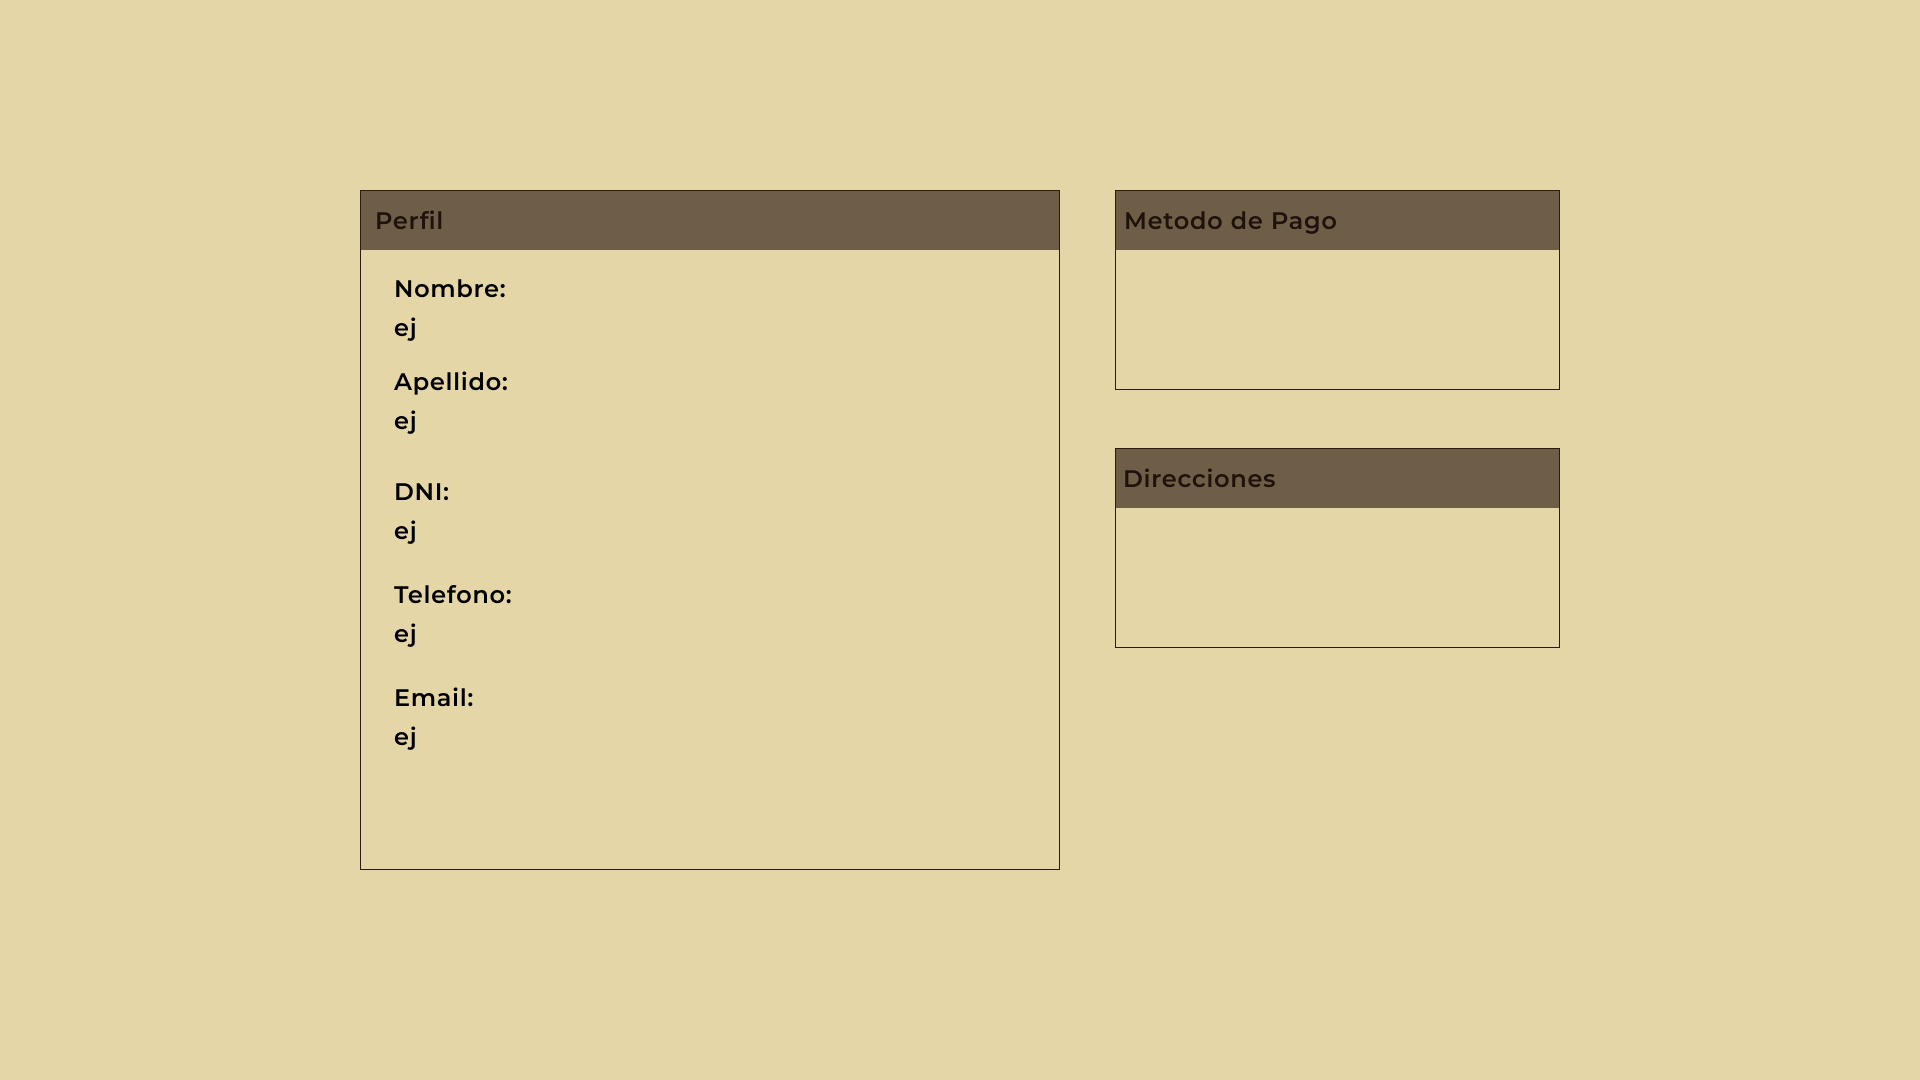 Perfil
Nombre:
ej
Apellido:
ej
DNI:
ej
Telefono:
ej
Email:
ej
Metodo de Pago
Direcciones